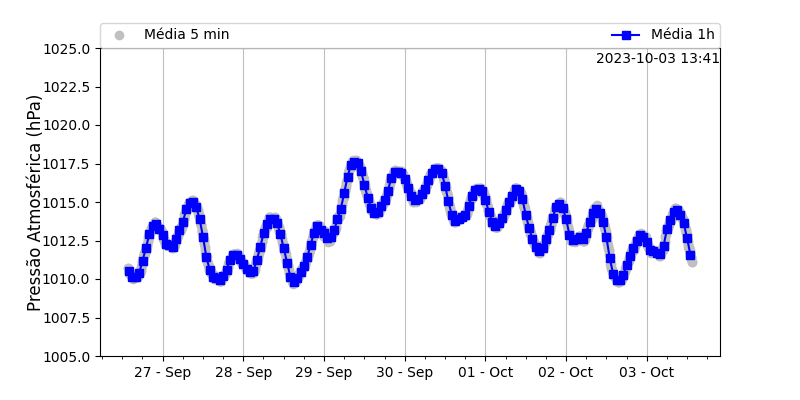 Média 5 min
Média 1h
2023-10-03 13:41
Pressão Atmosférica (hPa)
1025.0
1022.5
1020.0
1017.5
1015.0
1012.5
1010.0
1007.5
1005.0
27 - Sep
28 - Sep
29 - Sep
30 - Sep
01 - Oct
02 - Oct
03 - Oct